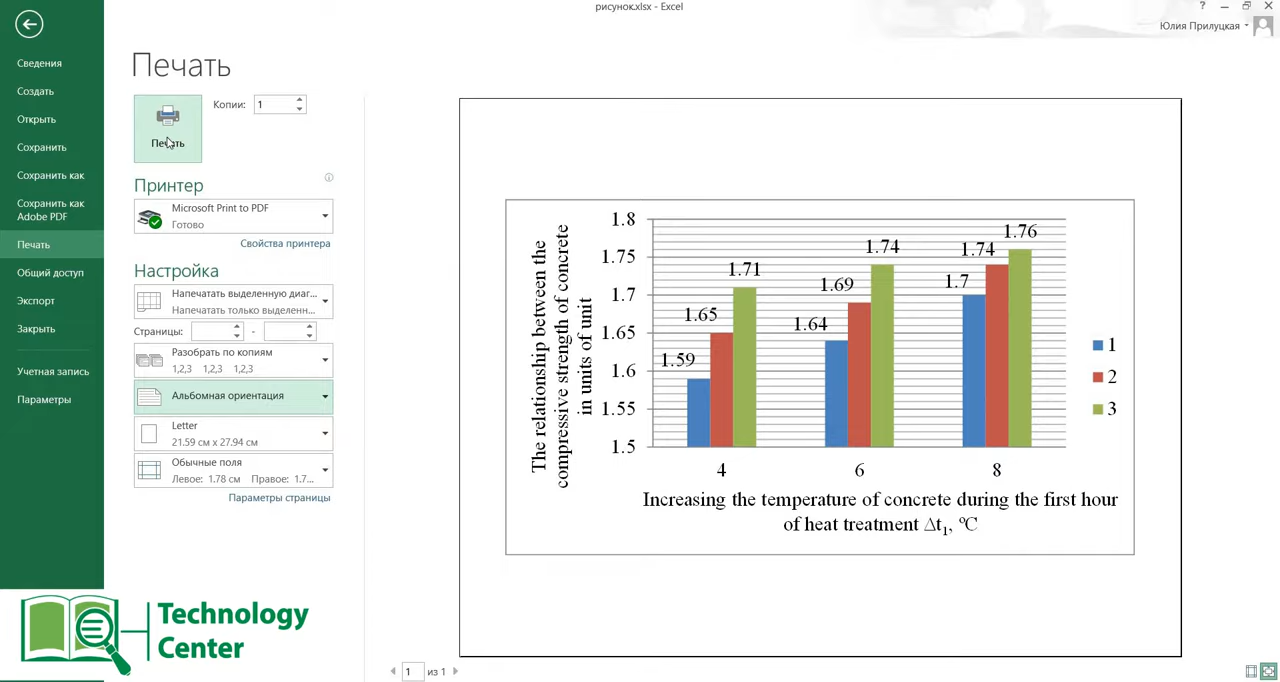 рисунок.xlsx - Excel
?
Юлия Прилуцкая
Сведения
Создать
Открыть
Сохранить
Сохранить как
Сохранить как
Adobe PDF
Печать
Общий доступ
Экспорт
Закрыть
Учетная запись
Параметры
Печать
Печать
Копии: 1
Принтер
Microsoft Print to PDF
Готово
Свойства принтера
Настройка
Напечатать выделенную диаг...
Напечатать только выделенн...
Страницы: -
Разобрать по копиям
1,2,3 1,2,3 1,2,3
Альбомная ориентация
Letter
21.59 см x 27.94 см
Обычные поля
Левое: 1.78 см Правое: 1.7...
Параметры страницы
The relationship between the
compressive strength of concrete
in units of unit
1.8
1.75
1.7
1.65
1.6
1.55
1.5
1.59
1.65
1.71
1.64
1.69
1.74
1.7
1.74
1.76
4 6 8
Increasing the temperature of concrete during the first hour
of heat treatment Δt1, ºC
1
2
3
1 из 1
Technology
Center